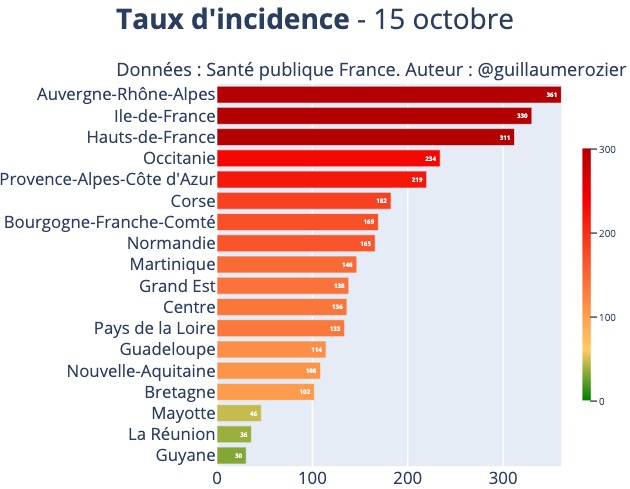 Taux d'incidence - 15 octobre
Données : Santé publique France. Auteur : @guillaumerozier
Auvergne-Rhône-Alpes 361
Ile-de-France 330
Hauts-de-France 311
Occitanie 234
Provence-Alpes-Côte d'Azur 219
Corse 182
Bourgogne-Franche-Comté 169
Normandie 165
Martinique 146
Grand Est 138
Centre 136
Pays de la Loire 133
Guadeloupe 114
Nouvelle-Aquitaine 108
Bretagne 102
Mayotte 46
La Réunion 36
Guyane 30
0 100 200 300
300
200
100
0